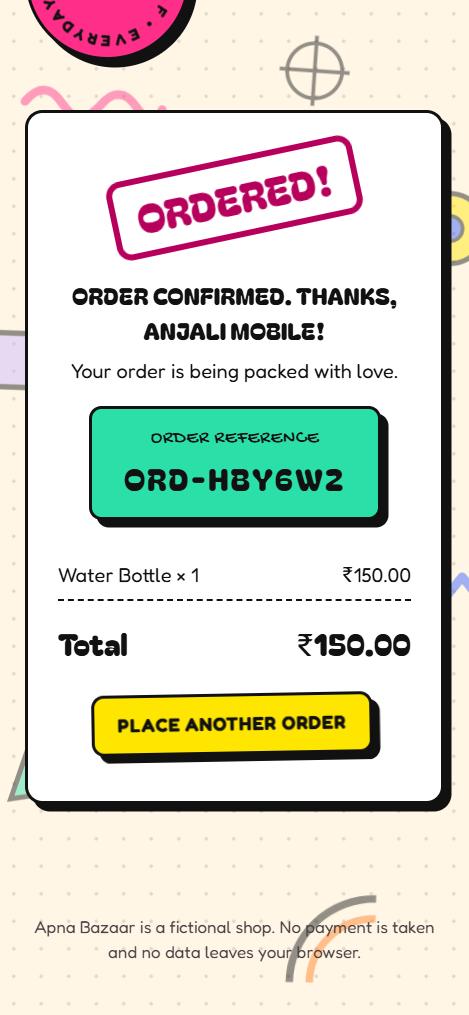 F • EVERYDAY
ORDERED!
ORDER CONFIRMED. THANKS,
ANJALI MOBILE!
Your order is being packed with love.
ORDER REFERENCE
ORD-H8Y6W2
Water Bottle × 1 ₹150.00
Total ₹150.00
PLACE ANOTHER ORDER
Apna Bazaar is a fictional shop. No payment is taken
and no data leaves your browser.